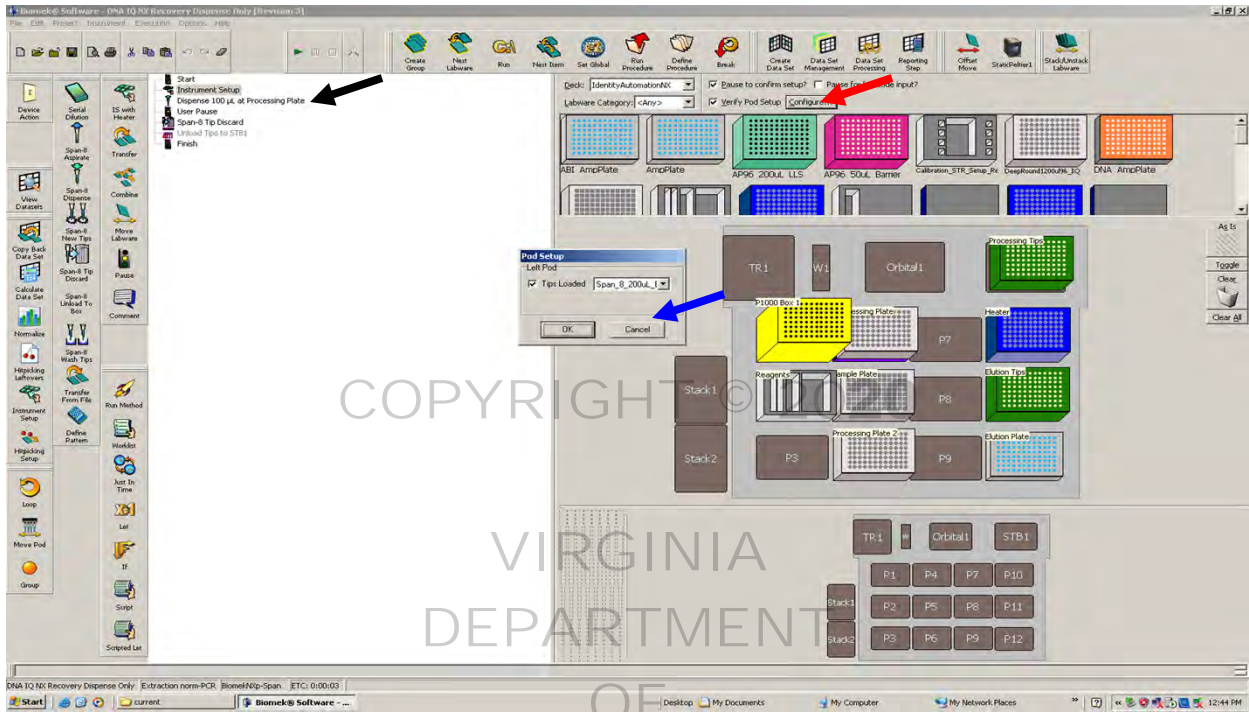 Biomek® Software - DNA IQ NX Recovery Dispense Only [Revision 3]
File Edit Project Instrument Execution Options Help
Create Group
Next Labware
Run
Next Item
Set Global
Run Procedure
Define Procedure
Break
Create Data Set
Data Set Management
Data Set Processing
Reporting Step
Offset Move
StaticPeltier1
Stack/Unstack Labware
Device Action
View Datasets
Copy Back Data Set
Calculate Data Set
Normalize
Hitpicking Leftovers
Instrument Setup
Hitpicking Setup
Loop
Move Pod
Group
Serial Dilution
Span-8 Aspirate
Span-8 Dispense
Span-8 New Tips
Span-8 Tip Discard
Span-8 Unload To Box
Span-8 Wash Tips
Transfer From File
Define Pattern
IS with Heater
Transfer
Combine
Move Labware
Pause
Comment
Run Method
Worklist
Just In Time
Let
If
Script
Scripted Let
Start
Instrument Setup
Dispense 100 µL at Processing Plate
User Pause
Span-8 Tip Discard
Unload Tips to STB1
Finish
Deck: IdentityAutomationNX
Pause to confirm setup?
Labware Category: <Any>
Verify Pod Setup
ABI AmpPlate
AmpPlate
AP96 200uL LLS
AP96 50uL Barrier
Calibration_STR_Setup_Rx
DeepRound1200ul96_IQ
DNA AmpPlate
As Is
Toggle
Clear
Clear All
Pod Setup
Left Pod
Tips Loaded
OK Cancel
TR1 W1 Orbital1 Processing Tips
P1000 Box 1 P7 Heater
Stack1 Reagents P8 Elution Tips
Stack2 P3 Processing Plate 2 P9 Elution Plate
TR1 W Orbital1 STB1
P1 P4 P7 P10
Stack1 P2 P5 P8 P11
Stack2 P3 P6 P9 P12
COPYRIGHT © 2020
VIRGINIA
DEPARTMENT
OF
DNA IQ NX Recovery Dispense Only Extraction norm-PCR BiomekNXp-Span ETC: 0:00:03
Start current Biomek® Software - ... Desktop My Documents My Computer My Network Places 12:44 PM